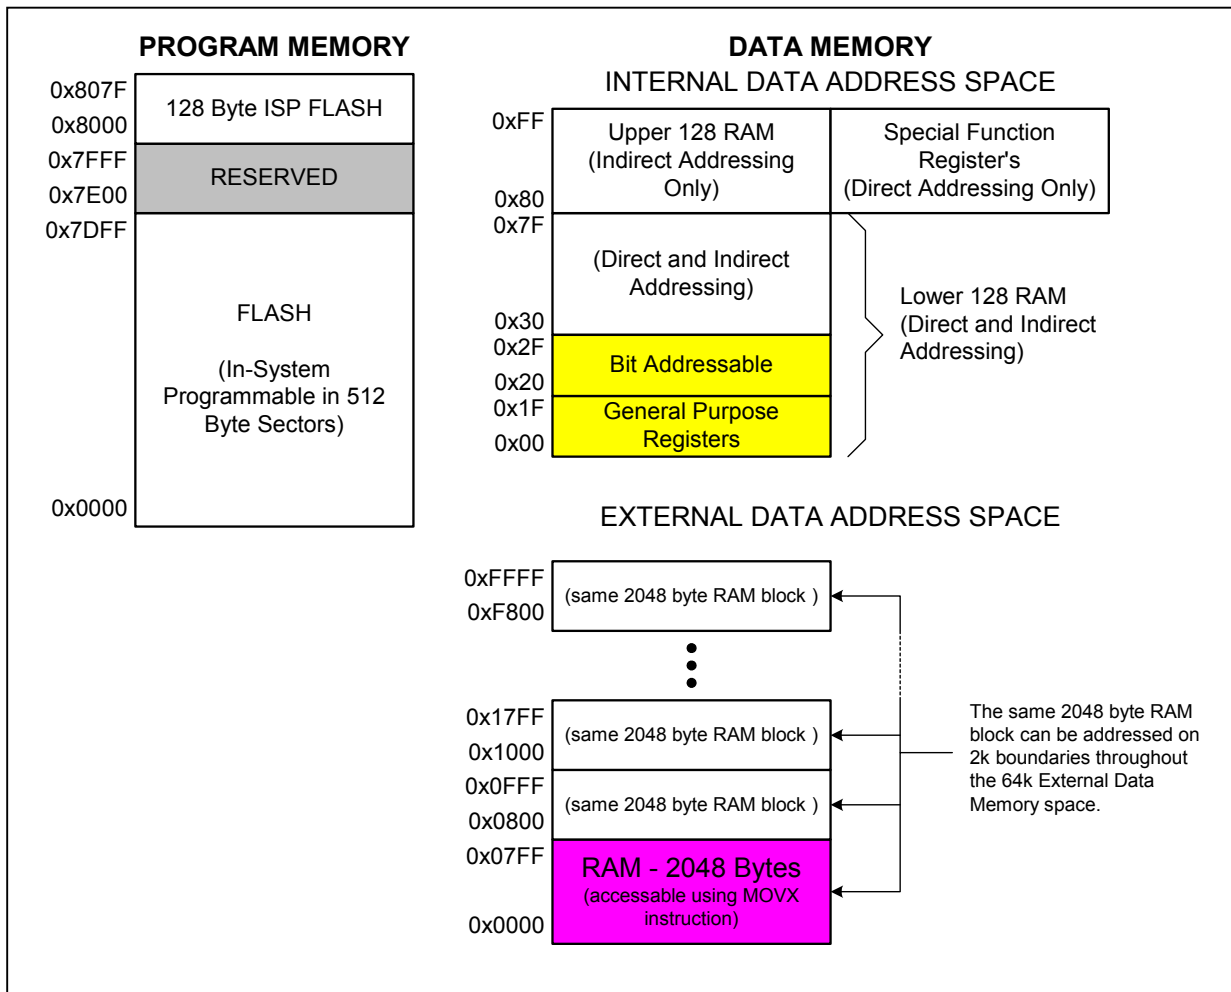 PROGRAM MEMORY
0x807F
128 Byte ISP FLASH
0x8000
0x7FFF
RESERVED
0x7E00
0x7DFF
FLASH
(In-System
Programmable in 512
Byte Sectors)
0x0000
DATA MEMORY
INTERNAL DATA ADDRESS SPACE
0xFF
Upper 128 RAM
(Indirect Addressing
Only)
0x80
Special Function
Register's
(Direct Addressing Only)
0x7F
(Direct and Indirect
Addressing)
0x30
0x2F
Bit Addressable
0x20
0x1F
General Purpose
Registers
0x00
Lower 128 RAM
(Direct and Indirect
Addressing)
EXTERNAL DATA ADDRESS SPACE
0xFFFF
(same 2048 byte RAM block )
0xF800
0x17FF
(same 2048 byte RAM block )
0x1000
0x0FFF
(same 2048 byte RAM block )
0x0800
0x07FF
RAM - 2048 Bytes
(accessable using MOVX
instruction)
0x0000
The same 2048 byte RAM
block can be addressed on
2k boundaries throughout
the 64k External Data
Memory space.